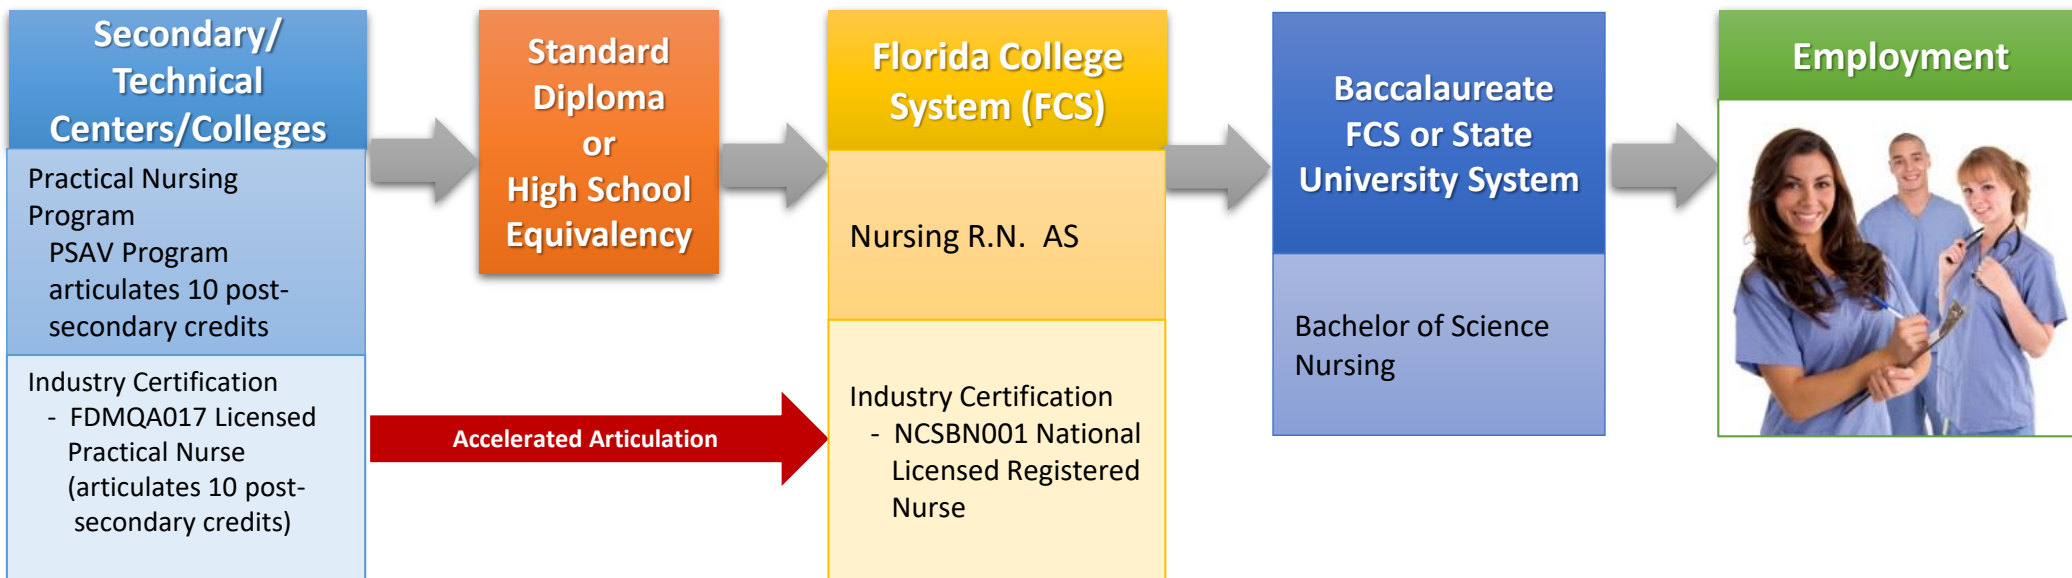 Secondary/
Technical
Centers/Colleges
Practical Nursing
Program
PSAV Program
articulates 10 post-
secondary credits
Industry Certification
- FDMQA017 Licensed
Practical Nurse
(articulates 10 post-
secondary credits)
Standard
Diploma
or
High School
Equivalency
Accelerated Articulation
Florida College
System (FCS)
Nursing R.N. AS
Industry Certification
- NCSBN001 National
Licensed Registered
Nurse
Baccalaureate
FCS or State
University System
Bachelor of Science
Nursing
Employment